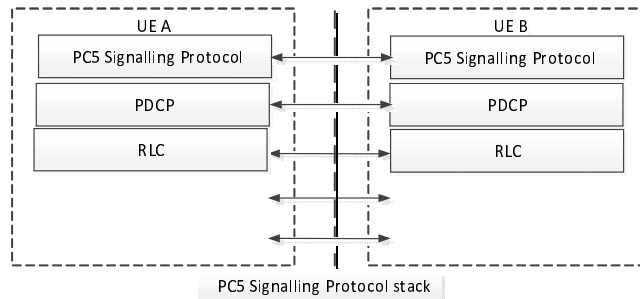 UE A
UE B
PC5 Signalling Protocol
PC5 Signalling Protocol
PDCP
PDCP
RLC
RLC
PC5 Signalling Protocol stack